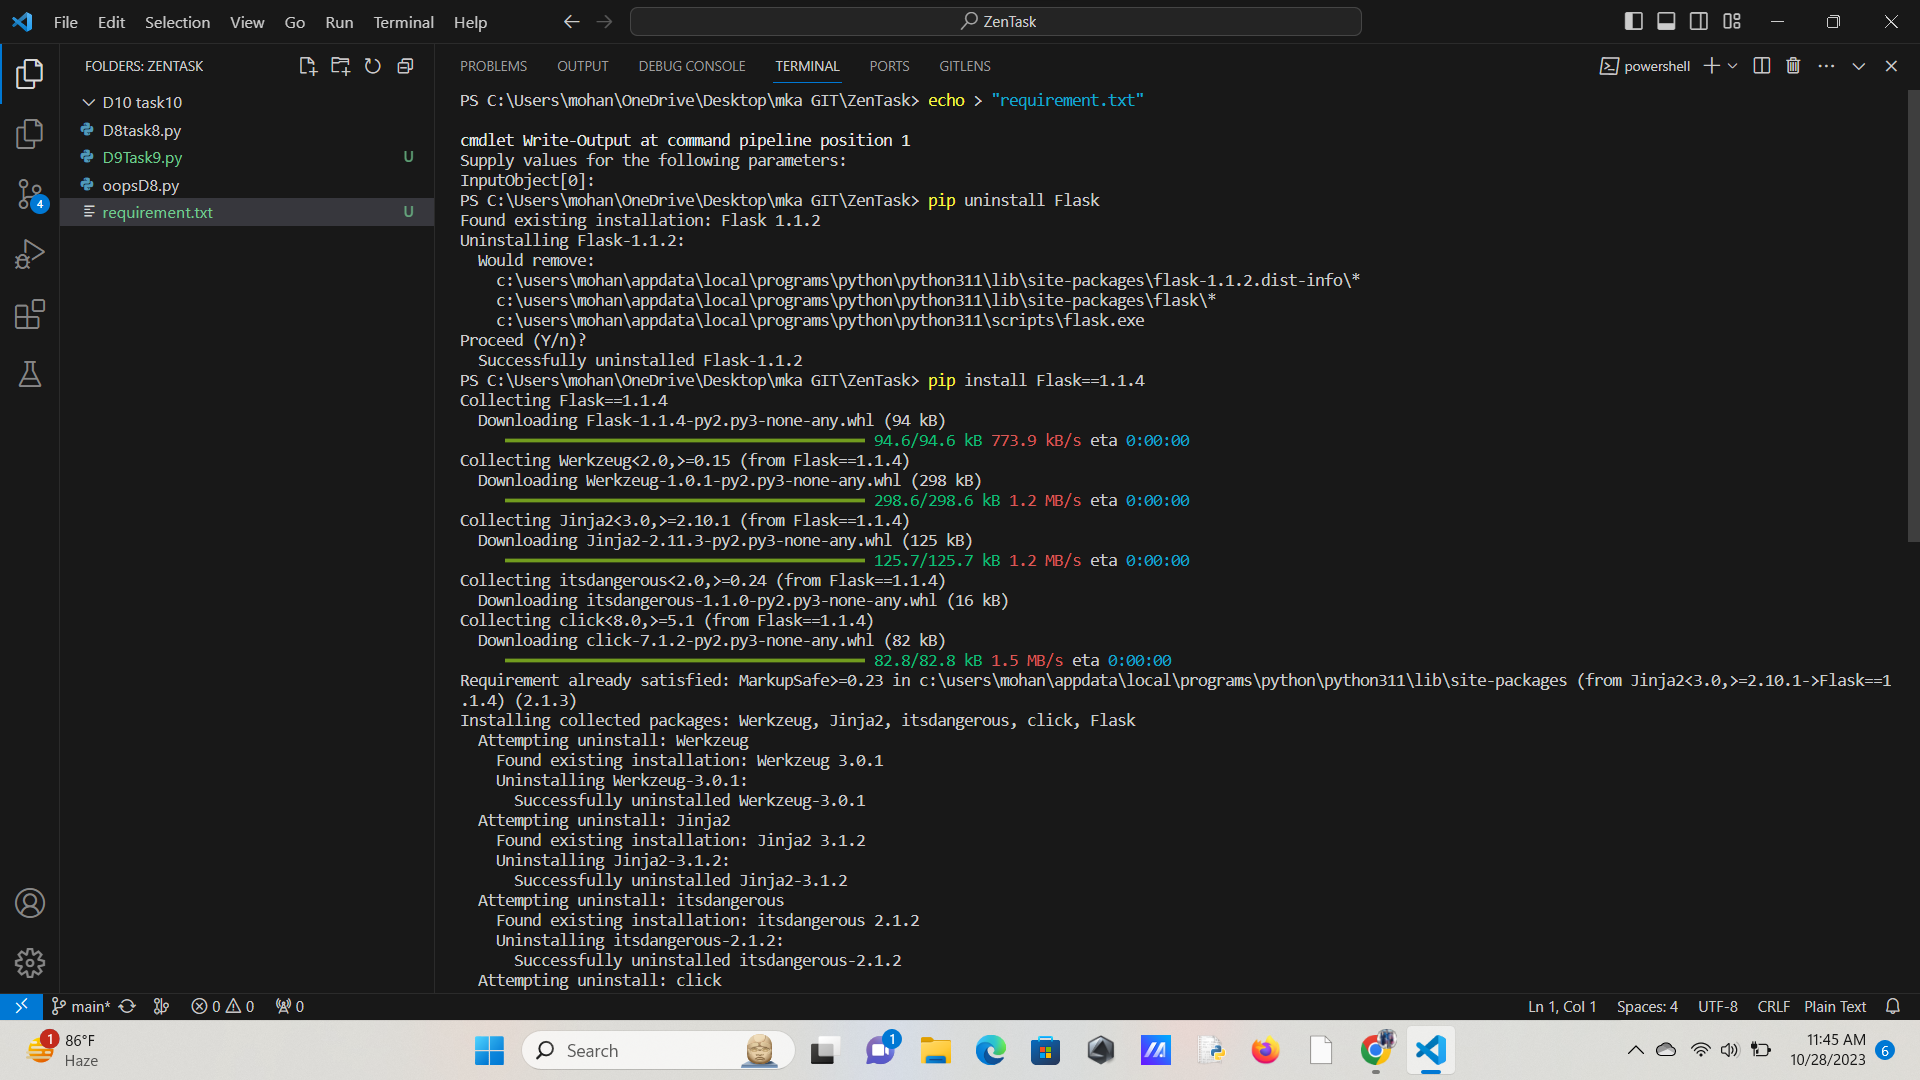 File Edit Selection View Go Run Terminal Help
ZenTask
FOLDERS: ZENTASK
D10 task10
D8task8.py
D9Task9.py U
oopsD8.py
requirement.txt U
4
PROBLEMS OUTPUT DEBUG CONSOLE TERMINAL PORTS GITLENS
powershell
PS C:\Users\mohan\OneDrive\Desktop\mka GIT\ZenTask> echo > "requirement.txt"
cmdlet Write-Output at command pipeline position 1
Supply values for the following parameters:
InputObject[0]:
PS C:\Users\mohan\OneDrive\Desktop\mka GIT\ZenTask> pip uninstall Flask
Found existing installation: Flask 1.1.2
Uninstalling Flask-1.1.2:
Would remove:
c:\users\mohan\appdata\local\programs\python\python311\lib\site-packages\flask-1.1.2.dist-info\*
c:\users\mohan\appdata\local\programs\python\python311\lib\site-packages\flask\*
c:\users\mohan\appdata\local\programs\python\python311\scripts\flask.exe
Proceed (Y/n)?
Successfully uninstalled Flask-1.1.2
PS C:\Users\mohan\OneDrive\Desktop\mka GIT\ZenTask> pip install Flask==1.1.4
Collecting Flask==1.1.4
Downloading Flask-1.1.4-py2.py3-none-any.whl (94 kB)
94.6/94.6 kB 773.9 kB/s eta 0:00:00
Collecting Werkzeug<2.0,>=0.15 (from Flask==1.1.4)
Downloading Werkzeug-1.0.1-py2.py3-none-any.whl (298 kB)
298.6/298.6 kB 1.2 MB/s eta 0:00:00
Collecting Jinja2<3.0,>=2.10.1 (from Flask==1.1.4)
Downloading Jinja2-2.11.3-py2.py3-none-any.whl (125 kB)
125.7/125.7 kB 1.2 MB/s eta 0:00:00
Collecting itsdangerous<2.0,>=0.24 (from Flask==1.1.4)
Downloading itsdangerous-1.1.0-py2.py3-none-any.whl (16 kB)
Collecting click<8.0,>=5.1 (from Flask==1.1.4)
Downloading click-7.1.2-py2.py3-none-any.whl (82 kB)
82.8/82.8 kB 1.5 MB/s eta 0:00:00
Requirement already satisfied: MarkupSafe>=0.23 in c:\users\mohan\appdata\local\programs\python\python311\lib\site-packages (from Jinja2<3.0,>=2.10.1->Flask==1
.1.4) (2.1.3)
Installing collected packages: Werkzeug, Jinja2, itsdangerous, click, Flask
Attempting uninstall: Werkzeug
Found existing installation: Werkzeug 3.0.1
Uninstalling Werkzeug-3.0.1:
Successfully uninstalled Werkzeug-3.0.1
Attempting uninstall: Jinja2
Found existing installation: Jinja2 3.1.2
Uninstalling Jinja2-3.1.2:
Successfully uninstalled Jinja2-3.1.2
Attempting uninstall: itsdangerous
Found existing installation: itsdangerous 2.1.2
Uninstalling itsdangerous-2.1.2:
Successfully uninstalled itsdangerous-2.1.2
Attempting uninstall: click
main* 0 0 0 Ln 1, Col 1 Spaces: 4 UTF-8 CRLF Plain Text
1 86°F
Haze
Search
1
11:45 AM
10/28/2023
6